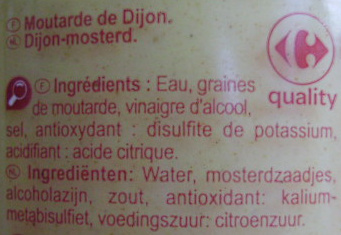 Ⓕ Moutarde de Dijon.
Ⓝ Dijon-mosterd.
quality
Ⓕ Ingrédients : Eau, graines
de moutarde, vinaigre d'alcool,
sel, antioxydant : disulfite de potassium,
acidifiant : acide citrique.
Ⓝ Ingrediënten: Water, mosterdzaadjes,
alcoholazijn, zout, antioxidant: kalium-
metabisulfiet, voedingszuur: citroenzuur.